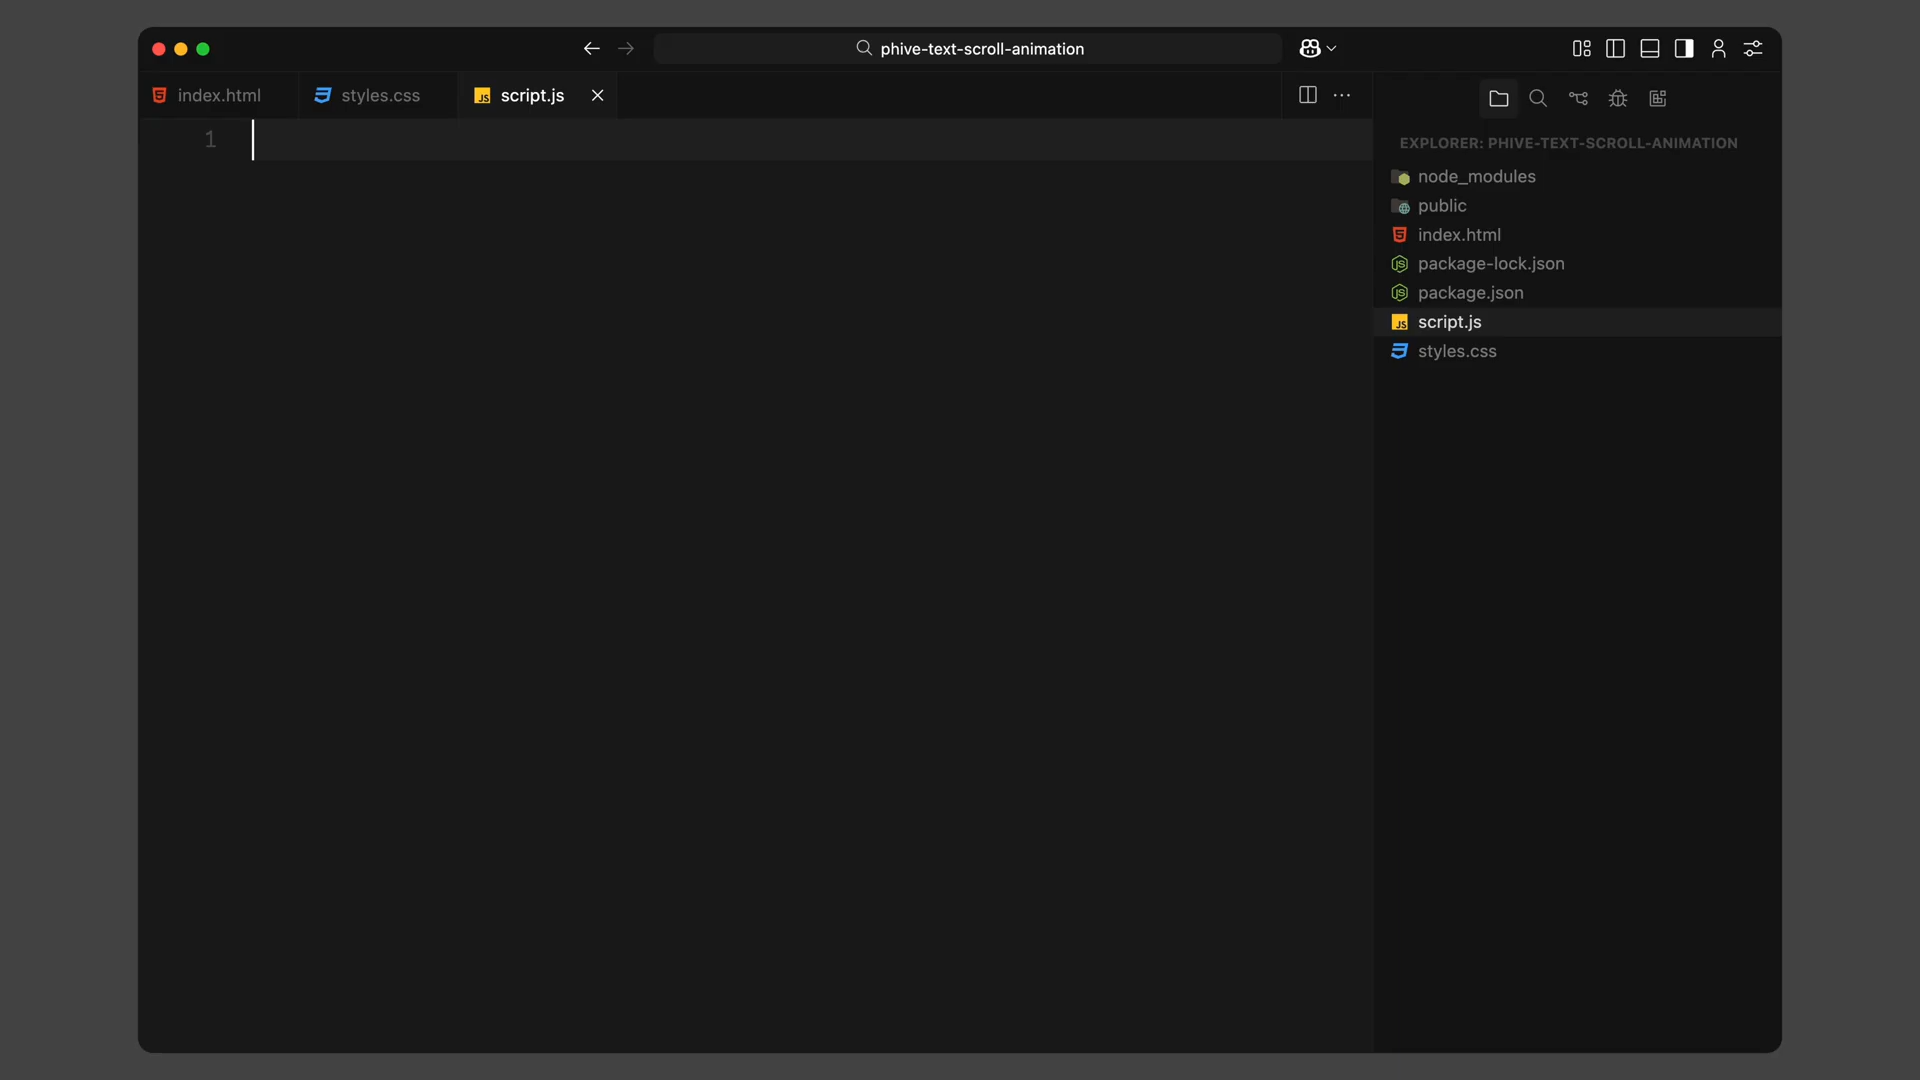 phive-text-scroll-animation
index.html
styles.css
script.js
1
EXPLORER: PHIVE-TEXT-SCROLL-ANIMATION
node_modules
public
index.html
package-lock.json
package.json
script.js
styles.css